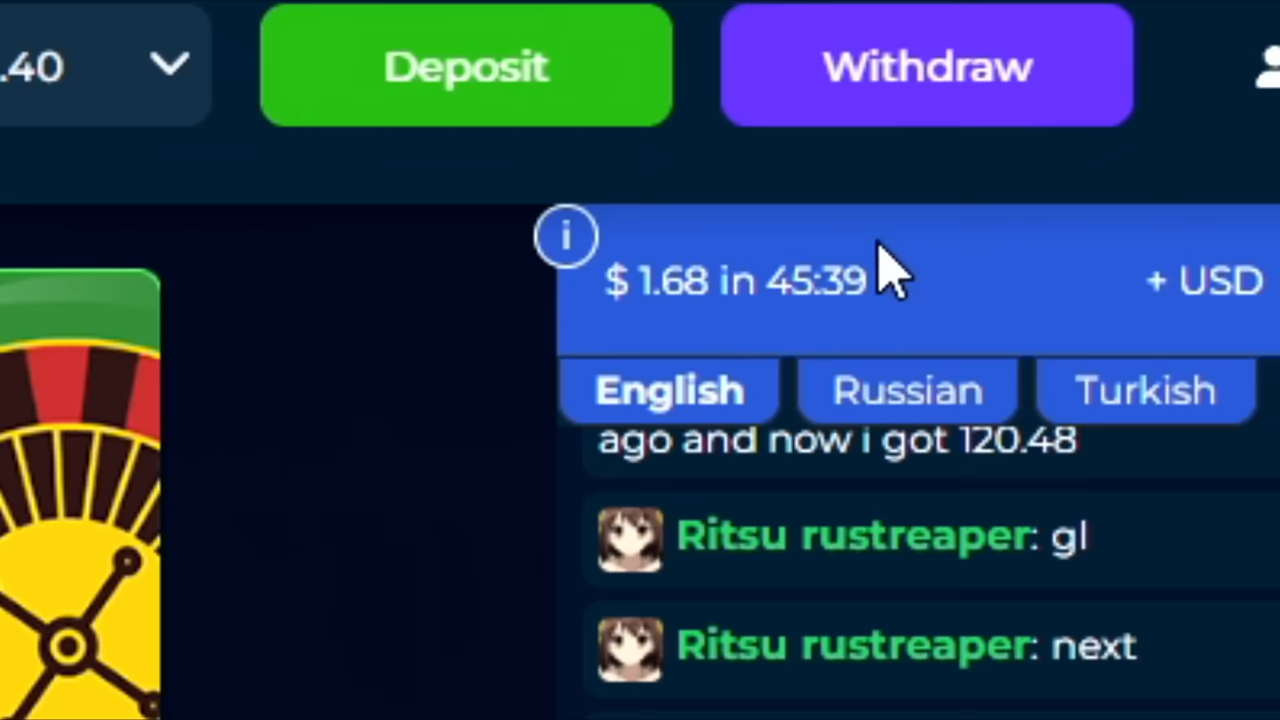 .40
Deposit
Withdraw
i
$ 1.68 in 45:39
+ USD
English
Russian
Turkish
ago and now i got 120.48
Ritsu rustreaper: gl
Ritsu rustreaper: next